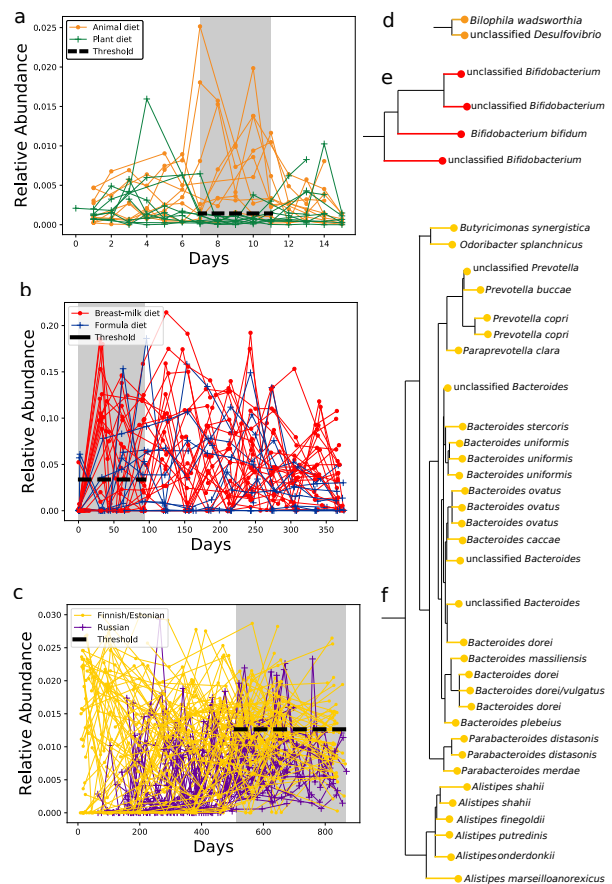 a
Animal diet
Plant diet
Threshold
Relative Abundance
0.025
0.020
0.015
0.010
0.005
0.000
0 2 4 6 8 10 12 14
Days
b
Breast-milk diet
Formula diet
Threshold
Relative Abundance
0.20
0.15
0.10
0.05
0.00
0 50 100 150 200 250 300 350
Days
c
Finnish/Estonian
Russian
Threshold
Relative Abundance
0.030
0.025
0.020
0.015
0.010
0.005
0.000
0 200 400 600 800
Days
d
Bilophila wadsworthia
unclassified Desulfovibrio
e
unclassified Bifidobacterium
unclassified Bifidobacterium
Bifidobacterium bifidum
unclassified Bifidobacterium
f
Butyricimonas synergistica
Odoribacter splanchnicus
unclassified Prevotella
Prevotella buccae
Prevotella copri
Prevotella copri
Paraprevotella clara
unclassified Bacteroides
Bacteroides stercoris
Bacteroides uniformis
Bacteroides uniformis
Bacteroides uniformis
Bacteroides ovatus
Bacteroides ovatus
Bacteroides ovatus
Bacteroides caccae
unclassified Bacteroides
unclassified Bacteroides
Bacteroides dorei
Bacteroides massiliensis
Bacteroides dorei
Bacteroides dorei/vulgatus
Bacteroides dorei
Bacteroides plebeius
Parabacteroides distasonis
Parabacteroides distasonis
Parabacteroides merdae
Alistipes shahii
Alistipes shahii
Alistipes finegoldii
Alistipes putredinis
Alistipes onderdonkii
Alistipes marseilloanorexicus